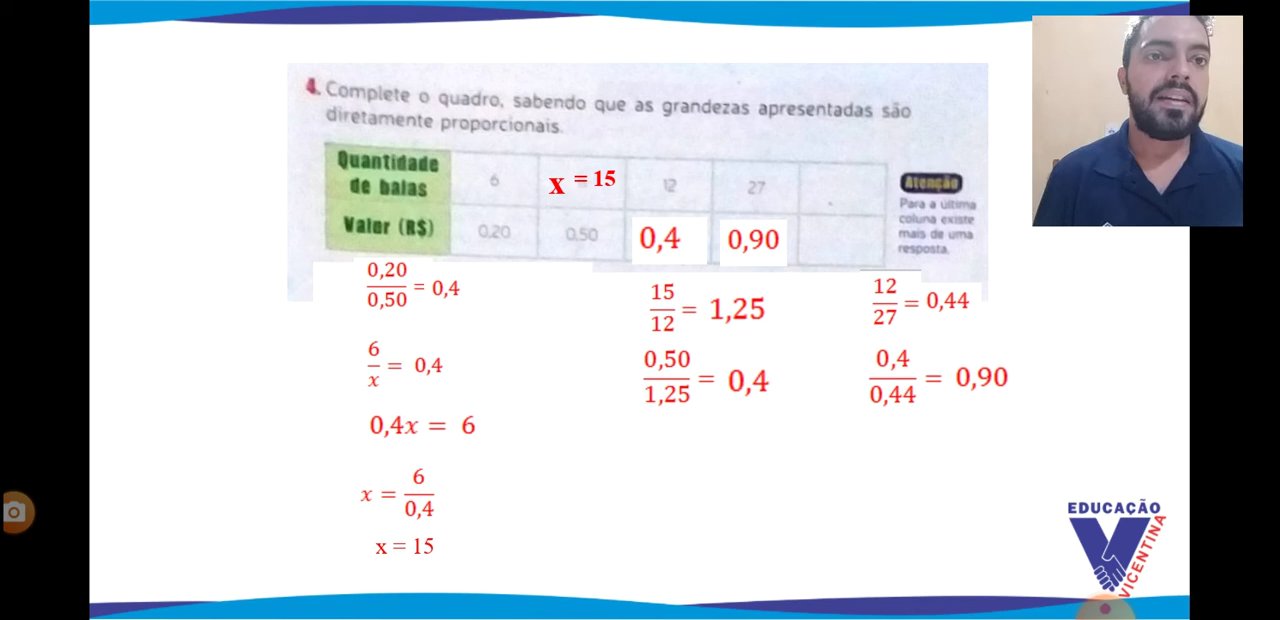 4. Complete o quadro, sabendo que as grandezas apresentadas são
diretamente proporcionais.
Quantidade
de balas
6
x = 15
12
27
Valor (R$)
0,20
0,50
0,4
0,90
Atenção
Para a última
coluna existe
mais de uma
resposta.
0,20/0,50 = 0,4
6/x = 0,4
0,4x = 6
x = 6/0,4
x = 15
15/12 = 1,25
0,50/1,25 = 0,4
12/27 = 0,44
0,4/0,44 = 0,90
EDUCAÇÃO
VICENTINA